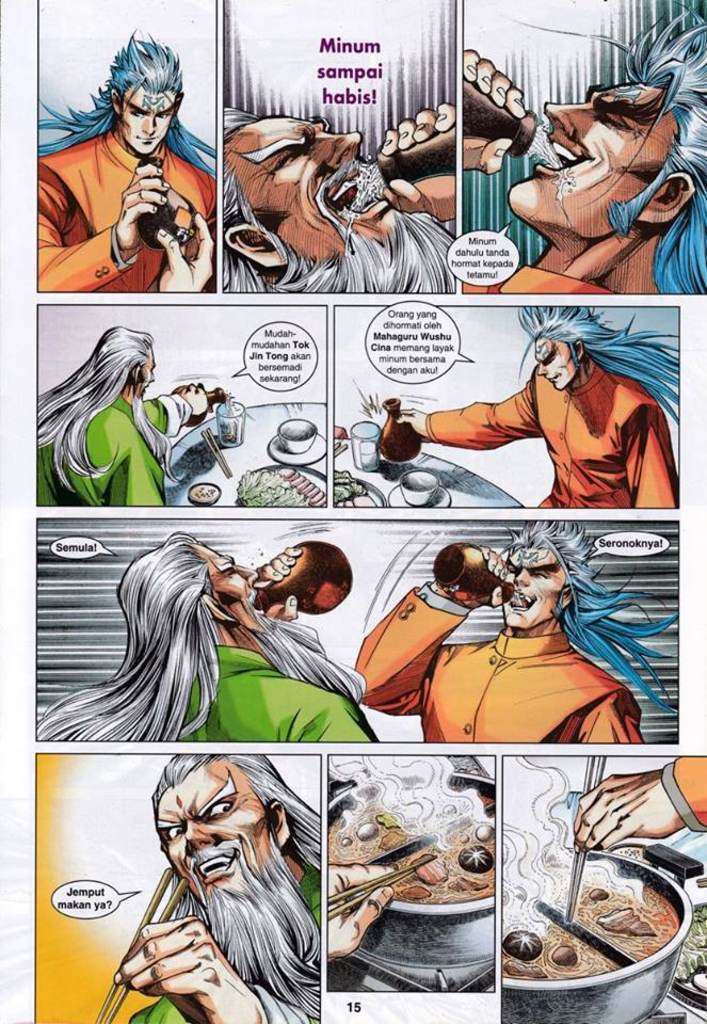 Minum
sampai
habis!
Minum
dahulu tanda
hormat kepada
tetamu!
Mudah-
mudahan Tok
Jin Tong akan
bersemadi
sekarang!
Orang yang
dihormati oleh
Mahaguru Wushu
Cina memang layak
minum bersama
dengan aku!
Semula!
Seronoknya!
Jemput
makan ya?
15